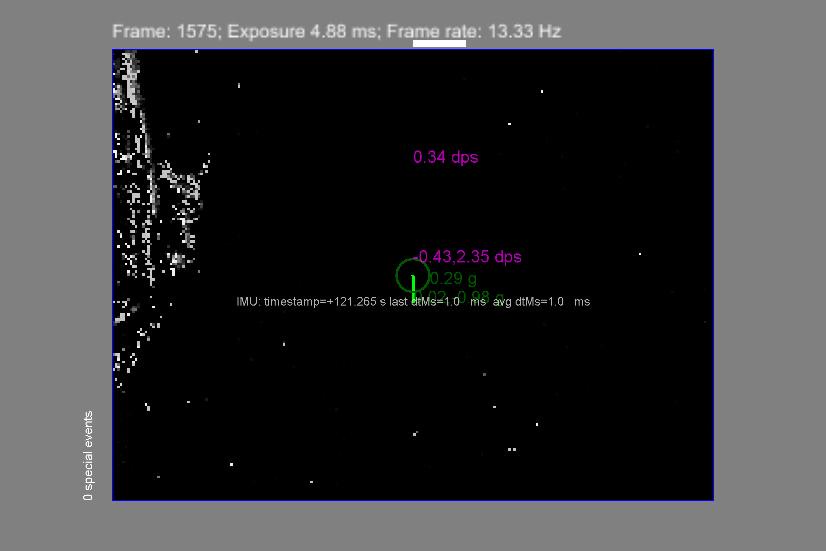 Frame: 1575; Exposure 4.88 ms; Frame rate: 13.33 Hz
0.34 dps
-0.43,2.35 dps
0.29 g
0.98 g
IMU: timestamp=+121.265 s last dtMs=1.0 ms avg dtMs=1.0 ms
0 special events